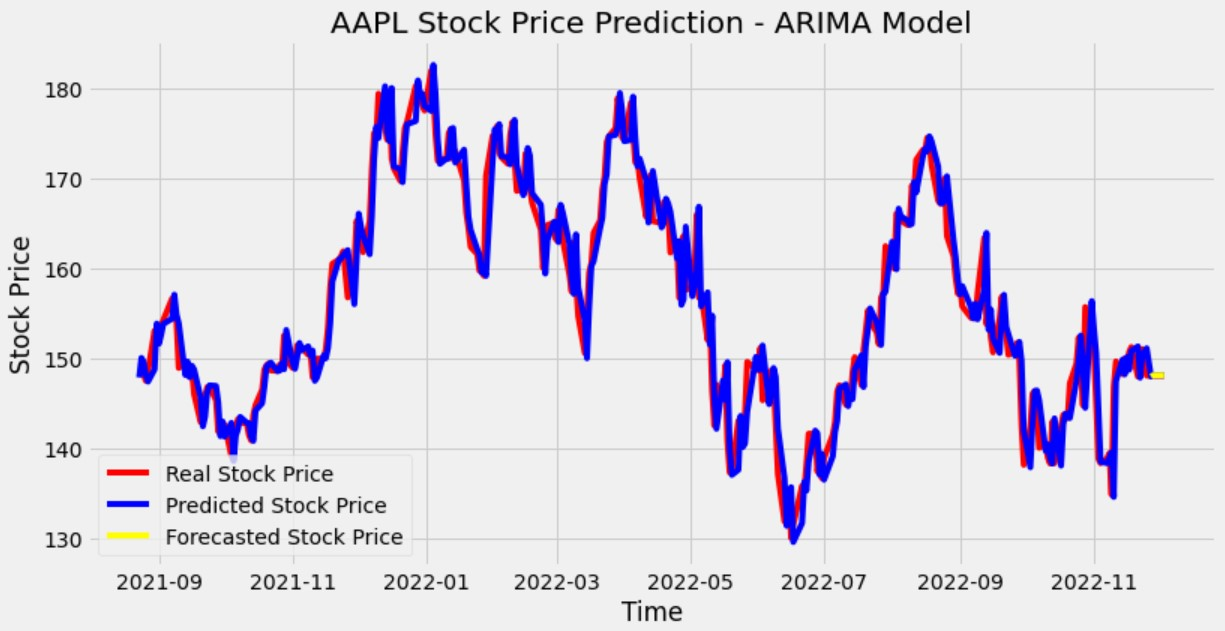 AAPL Stock Price Prediction - ARIMA Model
Stock Price
180
170
160
150
140
130
Real Stock Price
Predicted Stock Price
Forecasted Stock Price
2021-09 2021-11 2022-01 2022-03 2022-05 2022-07 2022-09 2022-11
Time